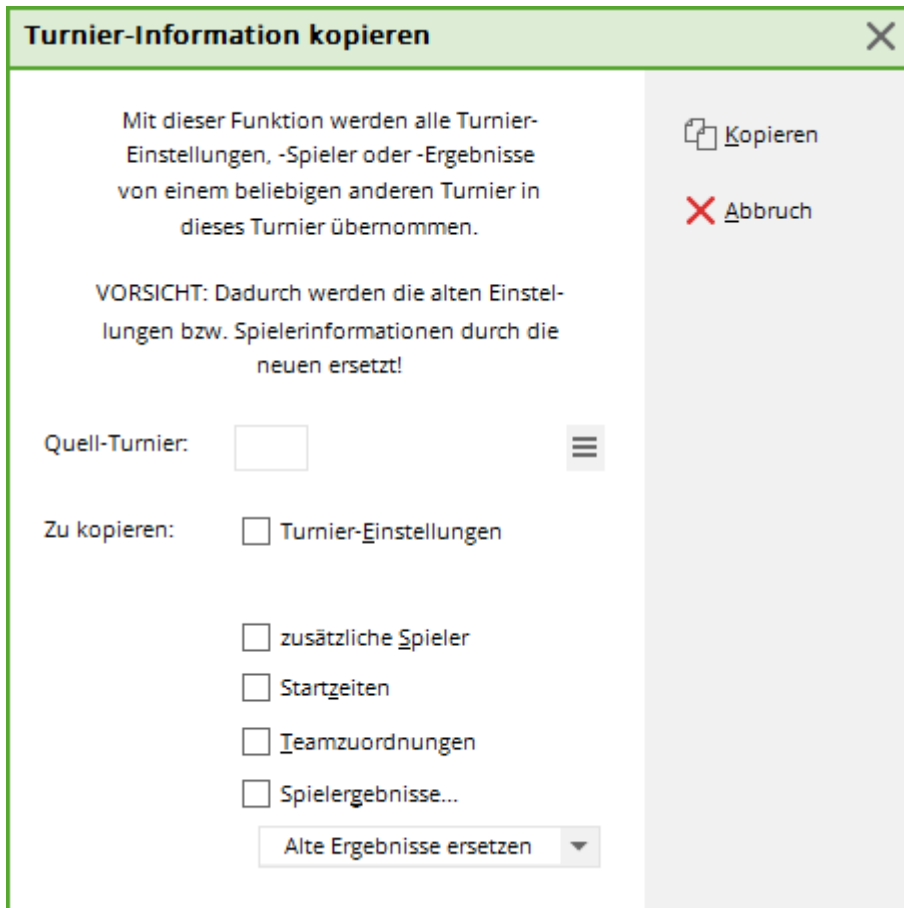 Turnier-Information kopieren
Mit dieser Funktion werden alle Turnier-
Einstellungen, -Spieler oder -Ergebnisse
von einem beliebigen anderen Turnier in
dieses Turnier übernommen.
VORSICHT: Dadurch werden die alten Einstel-
lungen bzw. Spielerinformationen durch die
neuen ersetzt!
Kopieren
Abbruch
Quell-Turnier:
Zu kopieren:
Turnier-Einstellungen
zusätzliche Spieler
Startzeiten
Teamzuordnungen
Spielergebnisse...
Alte Ergebnisse ersetzen